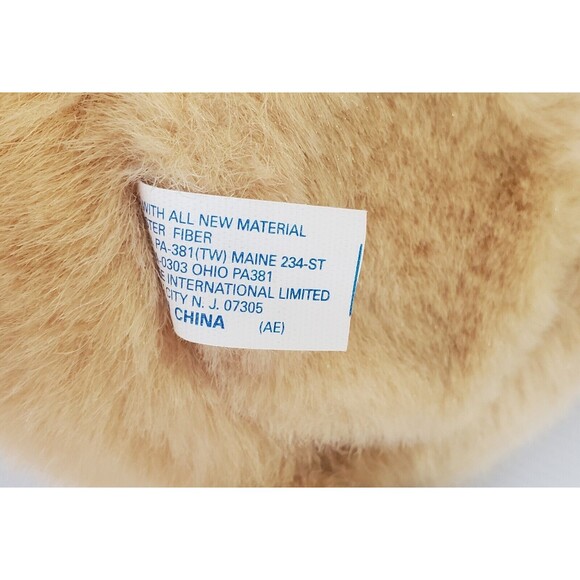 WITH ALL NEW MATERIAL
TER FIBER
PA-381(TW) MAINE 234-ST
-0303 OHIO PA381
E INTERNATIONAL LIMITED
CITY N. J. 07305
CHINA (AE)